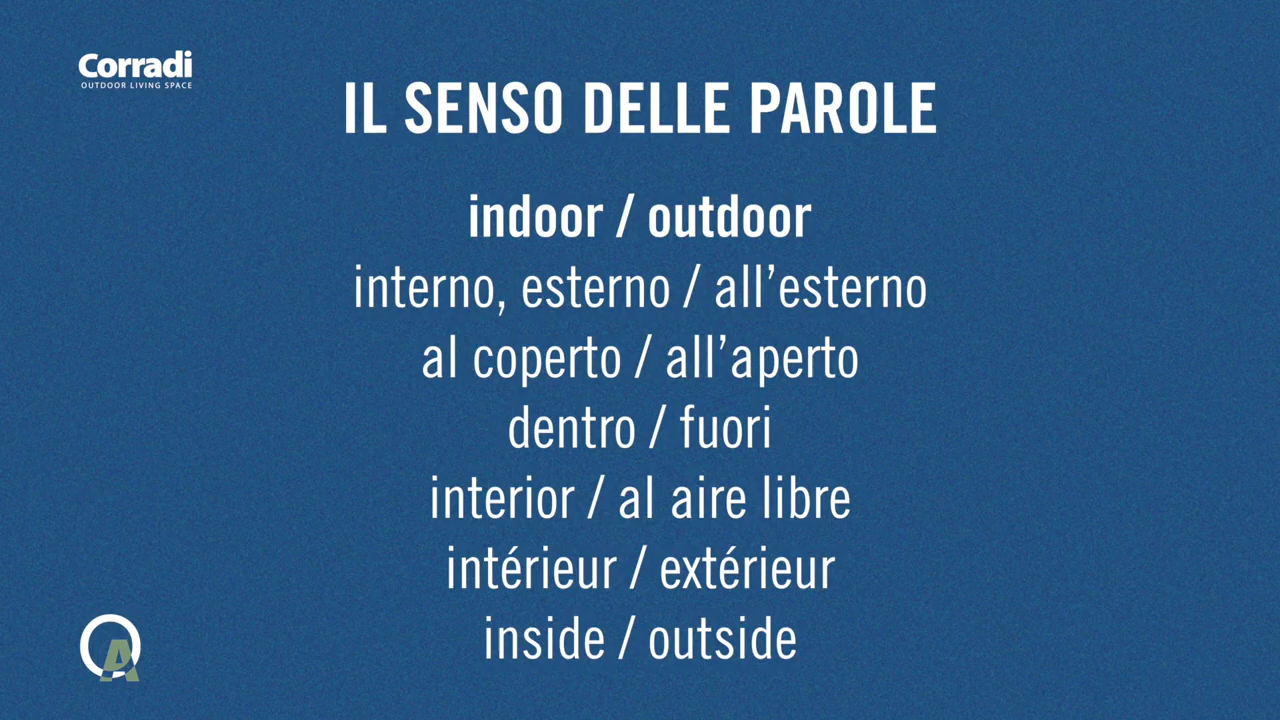 Corradi
OUTDOOR LIVING SPACE
IL SENSO DELLE PAROLE
indoor / outdoor
interno, esterno / all’esterno
al coperto / all’aperto
dentro / fuori
interior / al aire libre
intérieur / extérieur
inside / outside
OA